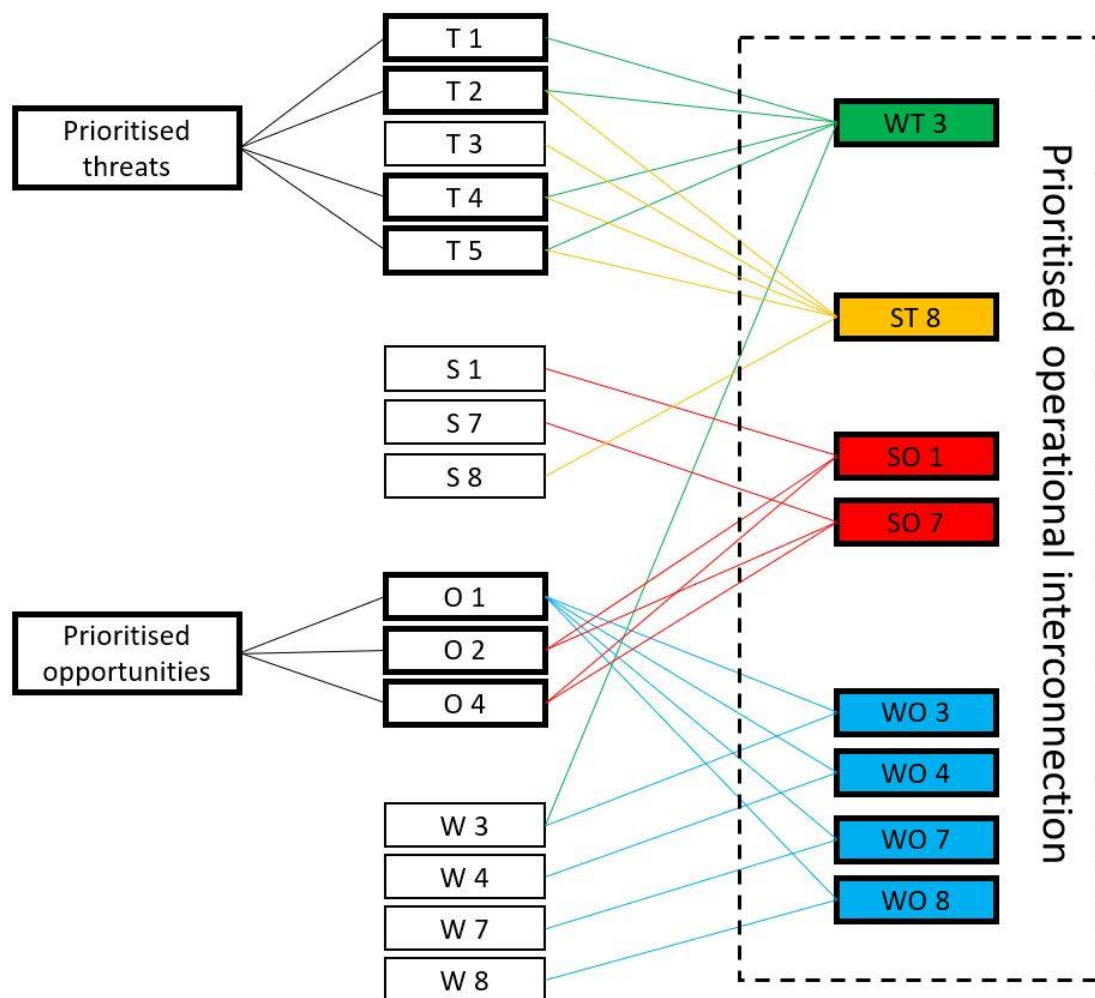 Prioritised
threats
T 1
T 2
T 3
T 4
T 5
S 1
S 7
S 8
Prioritised
opportunities
O 1
O 2
O 4
W 3
W 4
W 7
W 8
WT 3
ST 8
SO 1
SO 7
WO 3
WO 4
WO 7
WO 8
Prioritised operational interconnection